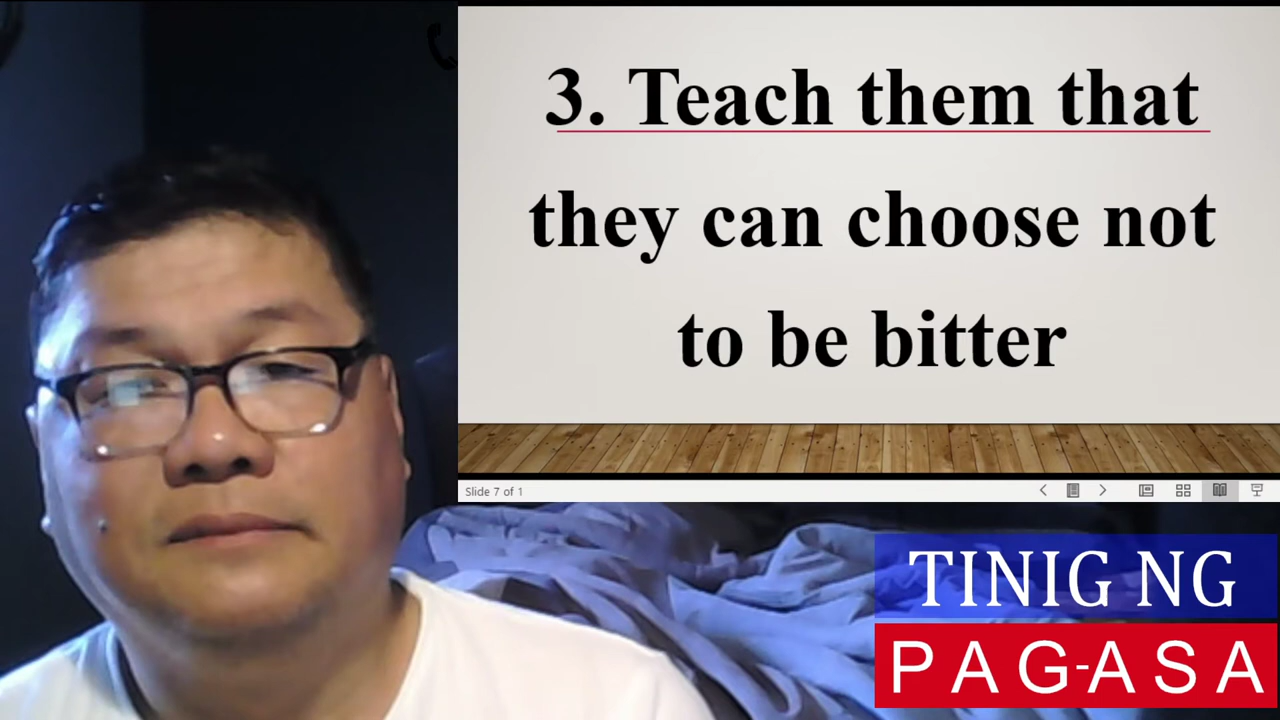 3. Teach them that
they can choose not
to be bitter
Slide 7 of 1
TINIG NG
PAG-ASA